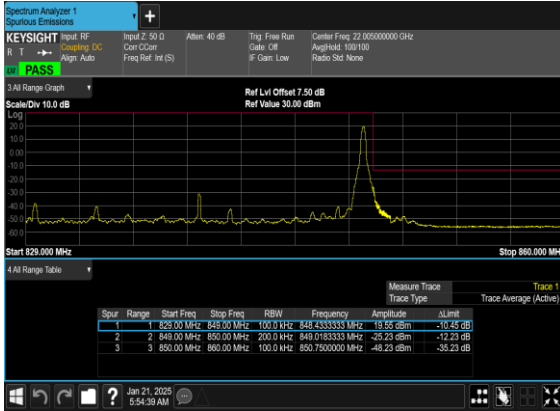 Spectrum Analyzer 1
Spurious Emissions
+
KEYSIGHT Input: RF Input Z: 50 Ω Atten: 40 dB Trig: Free Run Center Freq: 22.005000000 GHz
R T Coupling: DC Corr CCorr Gate: Off Avg|Hold: 100/100
Align: Auto Freq Ref: Int (S) IF Gain: Low Radio Std: None
PASS
3 All Range Graph
Ref Lvl Offset 7.50 dB
Scale/Div 10.0 dB Ref Value 30.00 dBm
Log
20.0
10.0
0.00
-10.0
-20.0
-30.0
-40.0
-50.0
-60.0
Start 829.000 MHz Stop 860.000 MH
4 All Range Table
Measure Trace Trace 1
Trace Type Trace Average (Active)
Spur Range Start Freq Stop Freq RBW Frequency Amplitude ΔLimit
1 1 829.00 MHz 849.00 MHz 100.0 kHz 848.4333333 MHz 19.55 dBm -10.45 dB
2 2 849.00 MHz 850.00 MHz 200.0 kHz 849.0183333 MHz -25.23 dBm -12.23 dB
3 3 850.00 MHz 860.00 MHz 100.0 kHz 850.7500000 MHz -48.23 dBm -35.23 dB
? Jan 21, 2025
5:54:39 AM